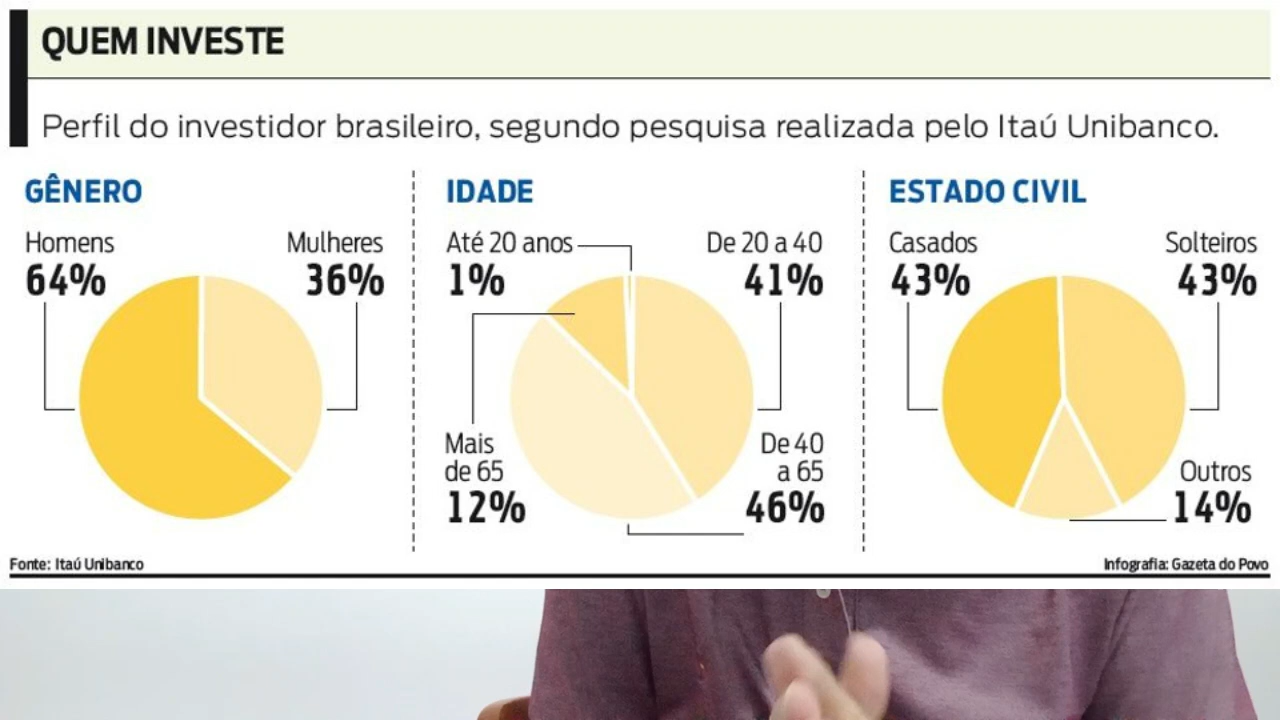 QUEM INVESTE
Perfil do investidor brasileiro, segundo pesquisa realizada pelo Itaú Unibanco.
GÊNERO
Homens
64%
Mulheres
36%
IDADE
Até 20 anos
1%
De 20 a 40
41%
Mais
de 65
12%
De 40
a 65
46%
ESTADO CIVIL
Casados
43%
Solteiros
43%
Outros
14%
Fonte: Itaú Unibanco
Infografia: Gazeta do Povo